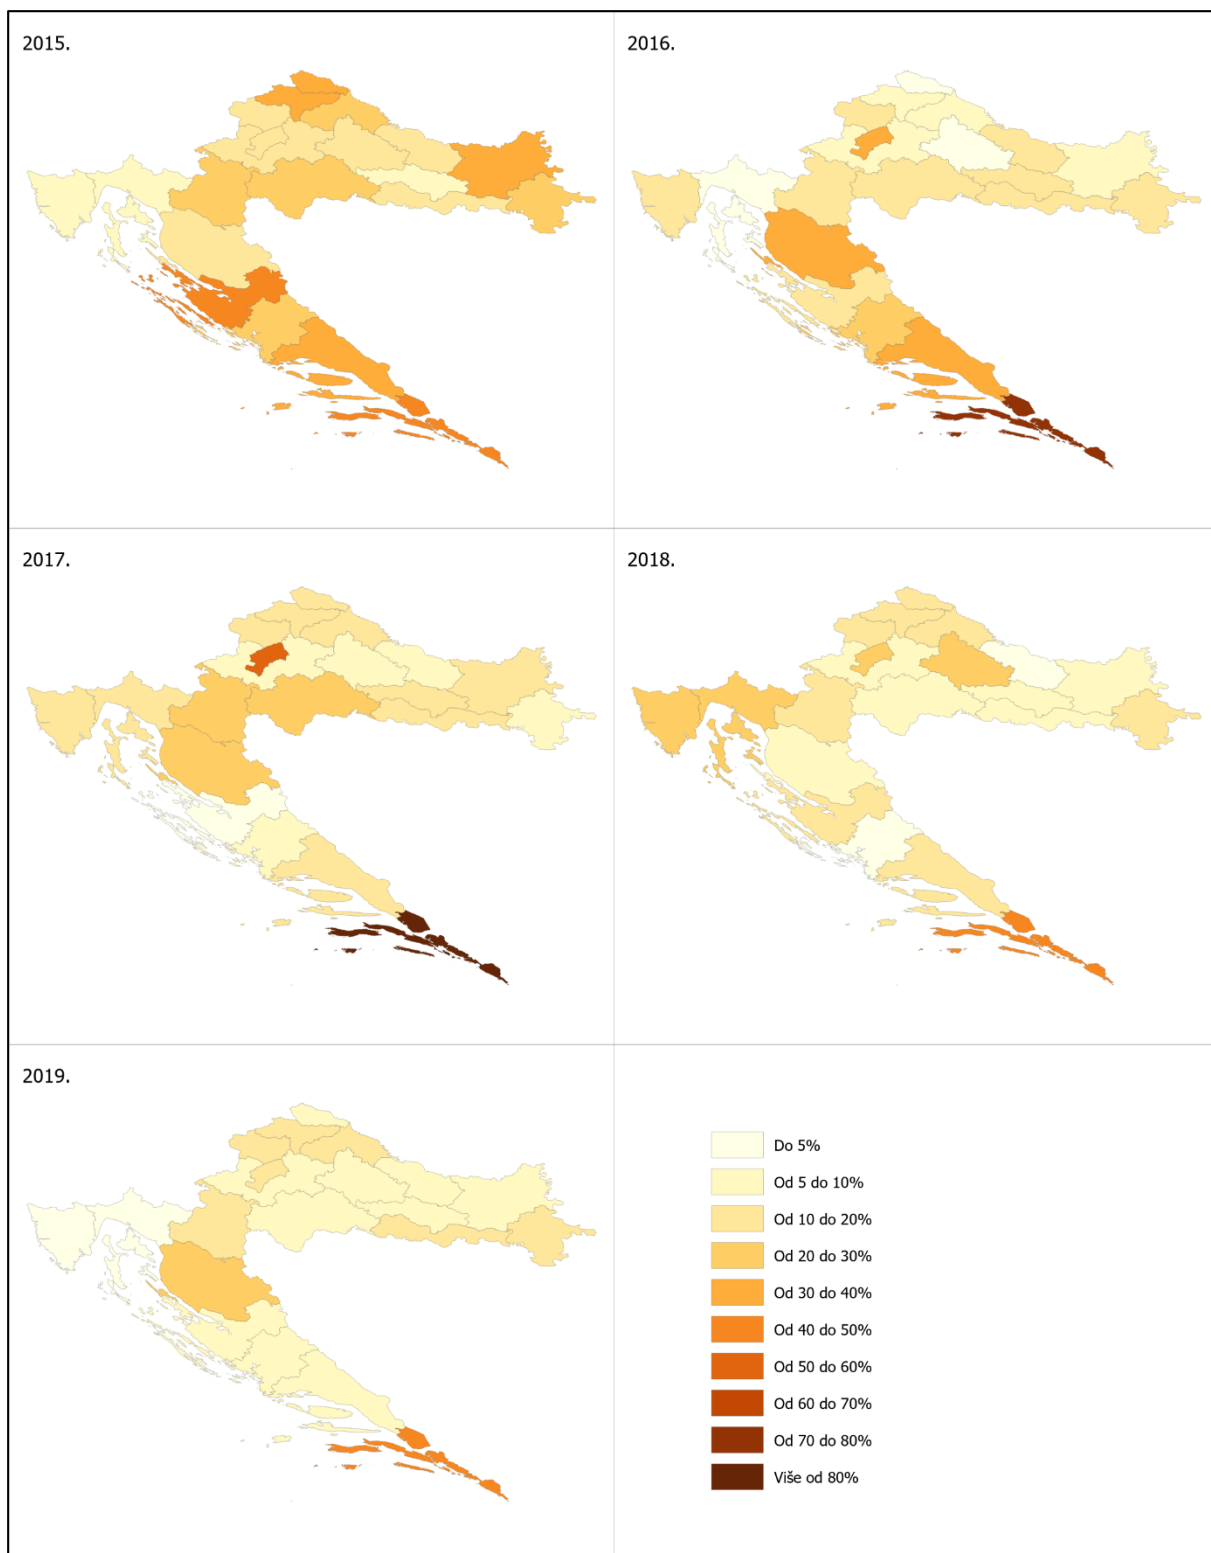 2015.
2016.
2017.
2018.
2019.
Do 5%
Od 5 do 10%
Od 10 do 20%
Od 20 do 30%
Od 30 do 40%
Od 40 do 50%
Od 50 do 60%
Od 60 do 70%
Od 70 do 80%
Više od 80%